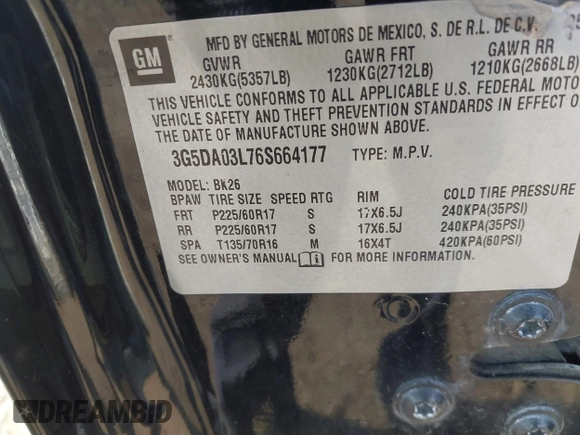 GM
MFD BY GENERAL MOTORS DE MEXICO, S. DE R.L. DE C.V.
GVWR GAWR FRT GAWR RR
2430KG(5357LB) 1230KG(2712LB) 1210KG(2668LB)
THIS VEHICLE CONFORMS TO ALL APPLICABLE U.S. FEDERAL MOTOR
VEHICLE SAFETY AND THEFT PREVENTION STANDARDS IN EFFECT O
THE DATE OF MANUFACTURE SHOWN ABOVE.
3G5DA03L76S664177 TYPE: M.P.V.
MODEL: Bk26
BPAW TIRE SIZE SPEED RTG RIM COLD TIRE PRESSURE
FRT P225/60R17 S 17X6.5J 240KPA(35PSI)
RR P225/60R17 S 17X6.5J 240KPA(35PSI)
SPA T135/70R16 M 16X4T 420KPA(60PSI)
SEE OWNER'S MANUAL FOR MORE INFORMATION.
DREAMBID